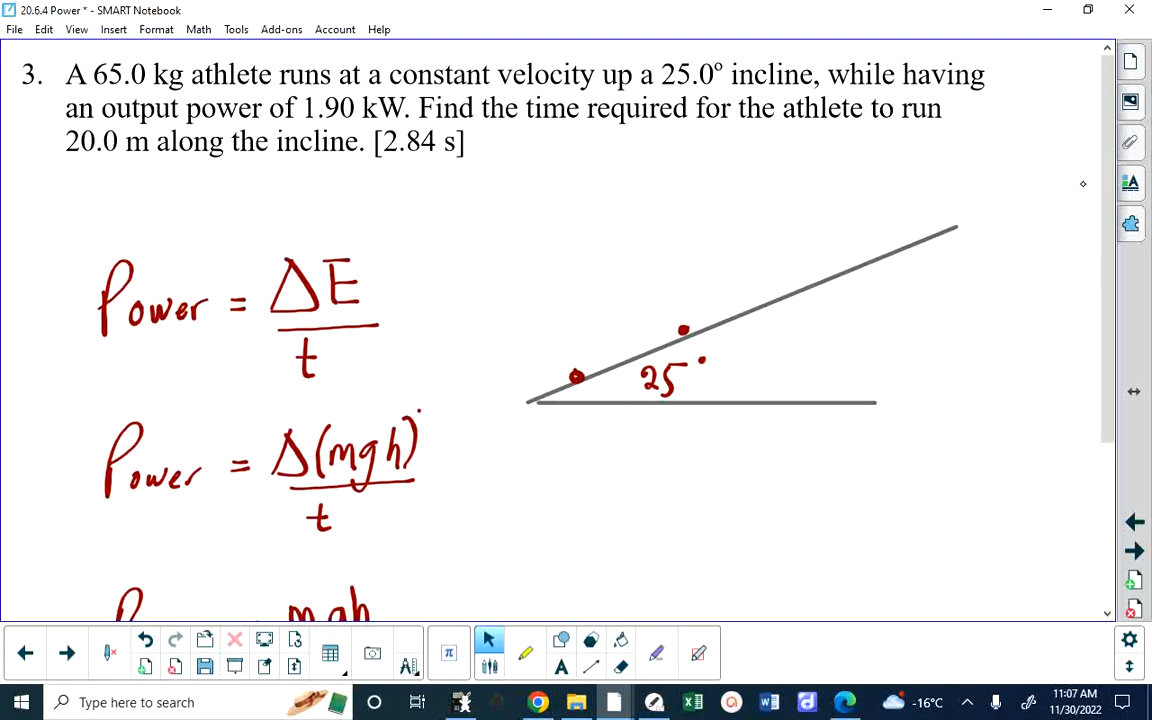 20.6.4 Power * - SMART Notebook
File Edit View Insert Format Math Tools Add-ons Account Help
3. A 65.0 kg athlete runs at a constant velocity up a 25.0º incline, while having
an output power of 1.90 kW. Find the time required for the athlete to run
20.0 m along the incline. [2.84 s]
Power = ΔE
t
25°
Power = Δ(mgh)
t
P = mgh
Type here to search
-16°C
11:07 AM
11/30/2022